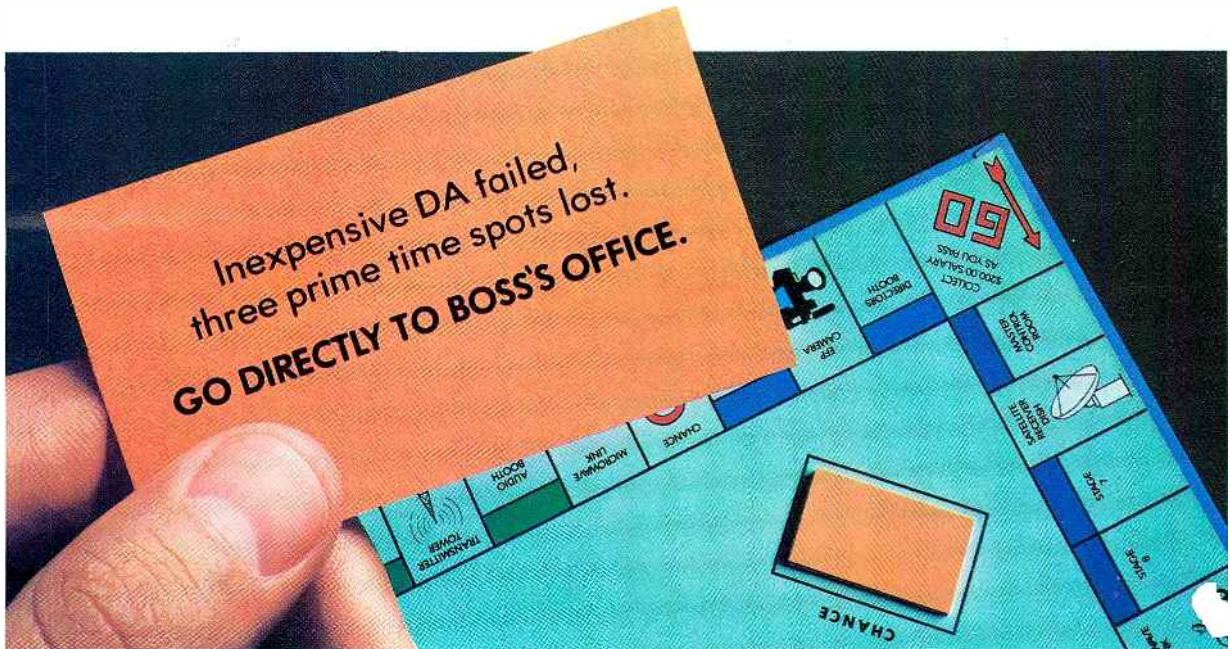 Inexpensive DA failed,
three prime time spots lost.
GO DIRECTLY TO BOSS'S OFFICE.
GO
COLLECT
$200.00 SALARY
AS YOU PASS
DIRECTORS
BOOTH
EFP
CAMERA
CHANCE
MICROWAVE
LINK
AUDIO
BOOTH
TRANSMITTER
TOWER
MASTER
CONTROL
ROOM
SATELLITE
RECEIVER
DISH
STAGE
7
STAGE
CHANCE